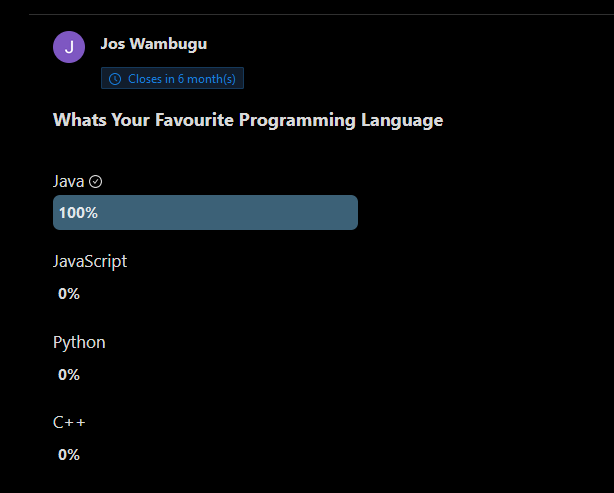 J
Jos Wambugu
Closes in 6 month(s)
Whats Your Favourite Programming Language
Java
100%
JavaScript
0%
Python
0%
C++
0%